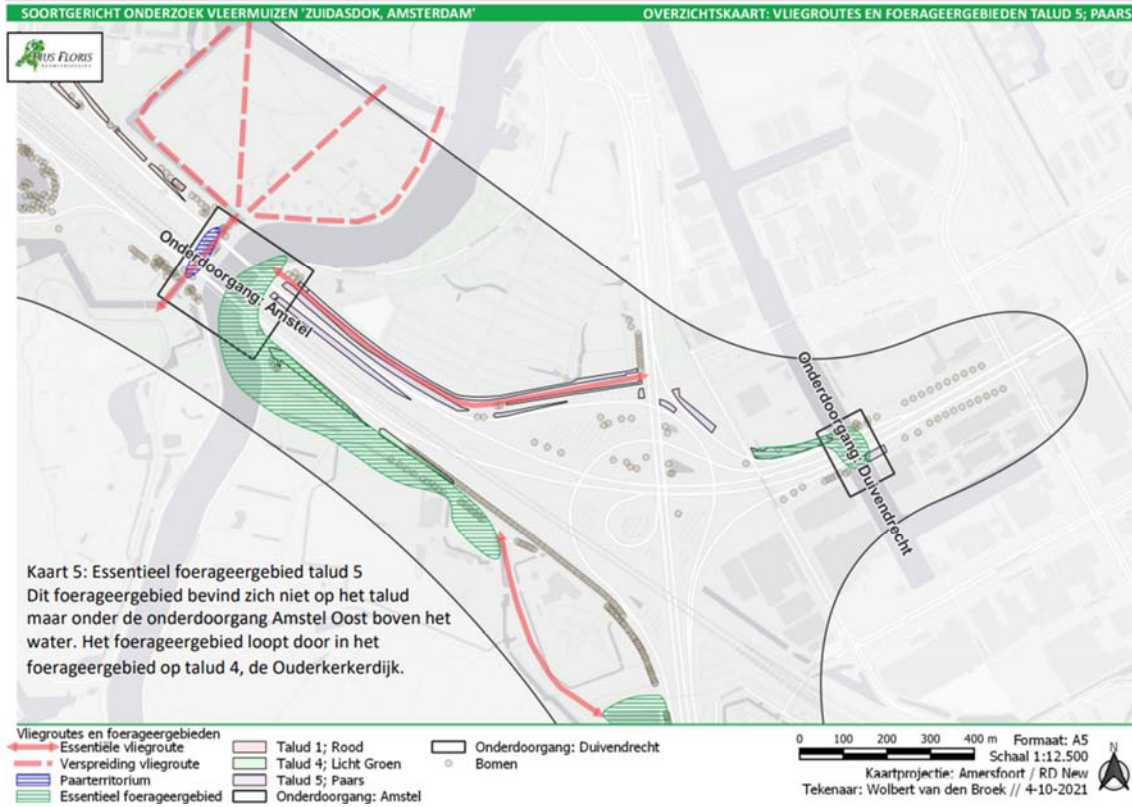 SOORTGERICHT ONDERZOEK VLEERMUIZEN 'ZUIDASDOK, AMSTERDAM'
OVERZICHTSKAART: VLIEGROUTES EN FOERAGEERGEBIEDEN TALUD 5; PAARS
PIUS FLORIS
BOOMVERZORGING
Onderdoorgang: Amstel
Onderdoorgang: Duivendrecht
Kaart 5: Essentieel foerageergebied talud 5
Dit foerageergebied bevind zich niet op het talud
maar onder de onderdoorgang Amstel Oost boven het
water. Het foerageergebied loopt door in het
foerageergebied op talud 4, de Ouderkerkerdijk.
Vliegroutes en foerageergebieden
Essentiële vliegroute
Verspreiding vliegroute
Paarterritorium
Essentieel foerageergebied
Talud 1; Rood
Talud 4; Licht Groen
Talud 5; Paars
Onderdoorgang: Amstel
Onderdoorgang: Duivendrecht
Bomen
0 100 200 300 400 m
Formaat: A5
Schaal 1:12.500
Kaartprojectie: Amersfoort / RD New
Tekenaar: Wolbert van den Broek // 4-10-2021
N